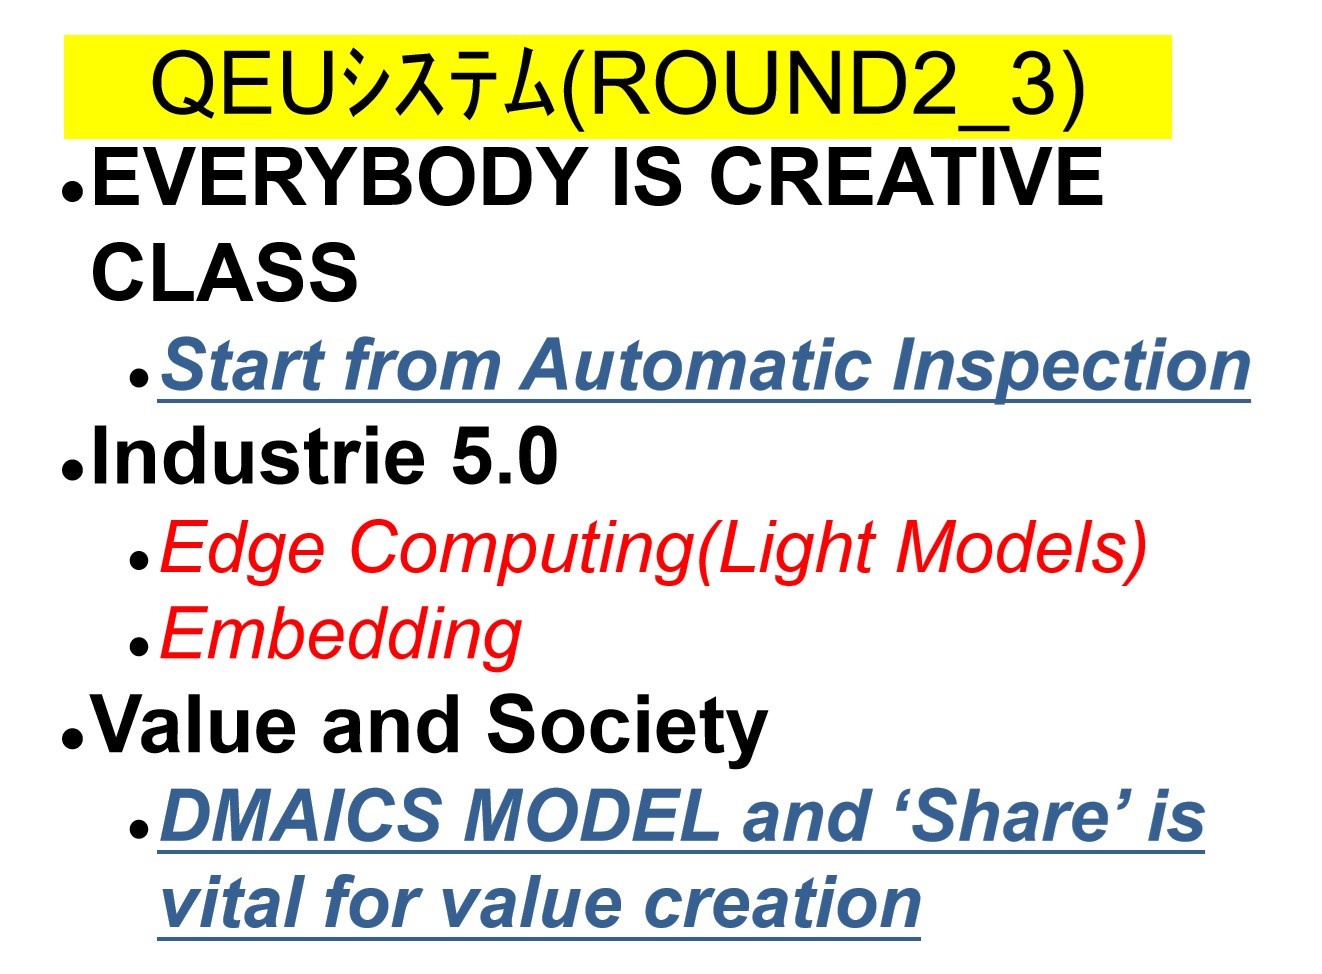 QEUシステム(ROUND2_3)
●EVERYBODY IS CREATIVE
CLASS
●Start from Automatic Inspection
●Industrie 5.0
●Edge Computing(Light Models)
●Embedding
●Value and Society
●DMAICS MODEL and ‘Share’ is
vital for value creation